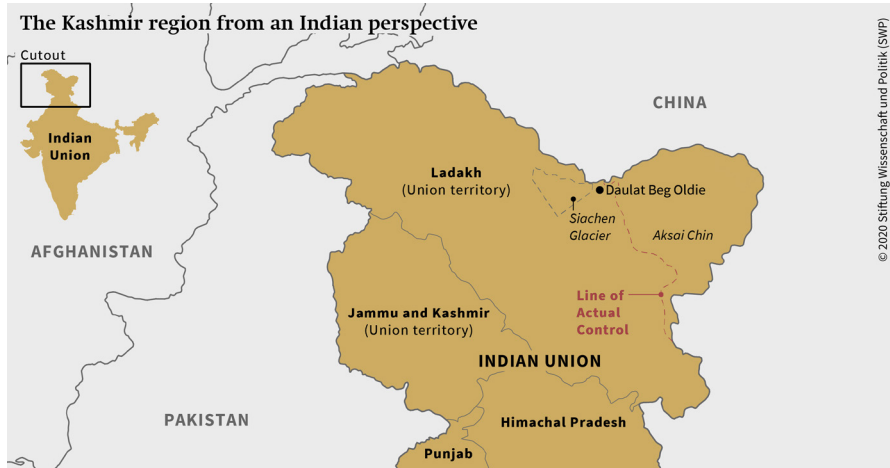 The Kashmir region from an Indian perspective
Cutout
Indian
Union
CHINA
Ladakh
(Union territory)
Daulat Beg Oldie
Siachen
Glacier
Aksai Chin
AFGHANISTAN
Line of
Actual
Control
Jammu and Kashmir
(Union territory)
INDIAN UNION
PAKISTAN
Himachal Pradesh
Punjab
© 2020 Stiftung Wissenschaft und Politik (SWP)